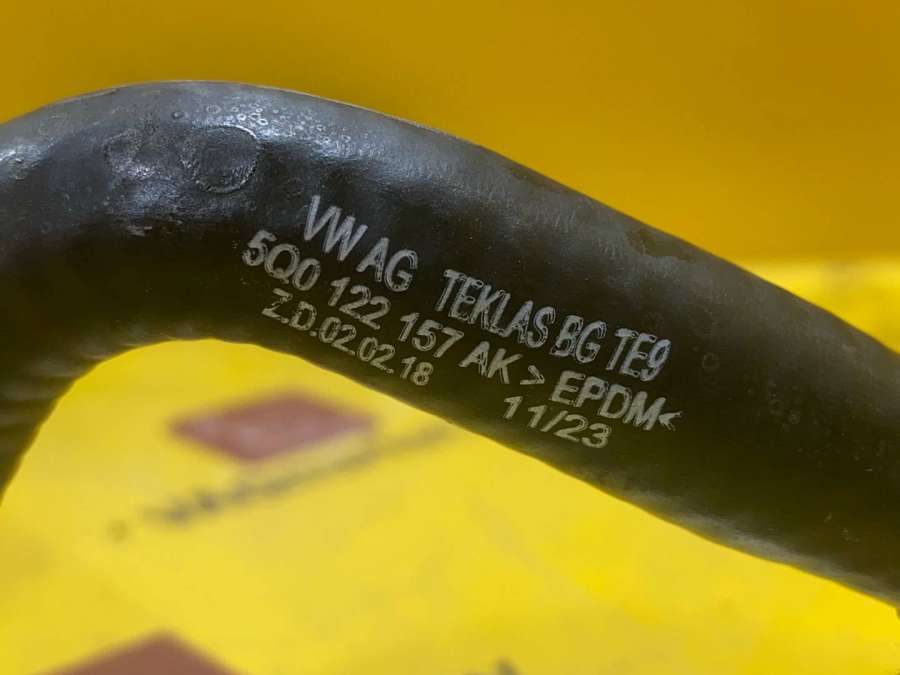 VW AG TEKLAS BG TE9
5Q0 122 157 AK > EPDM<
Z.D.02.02.18 11/23